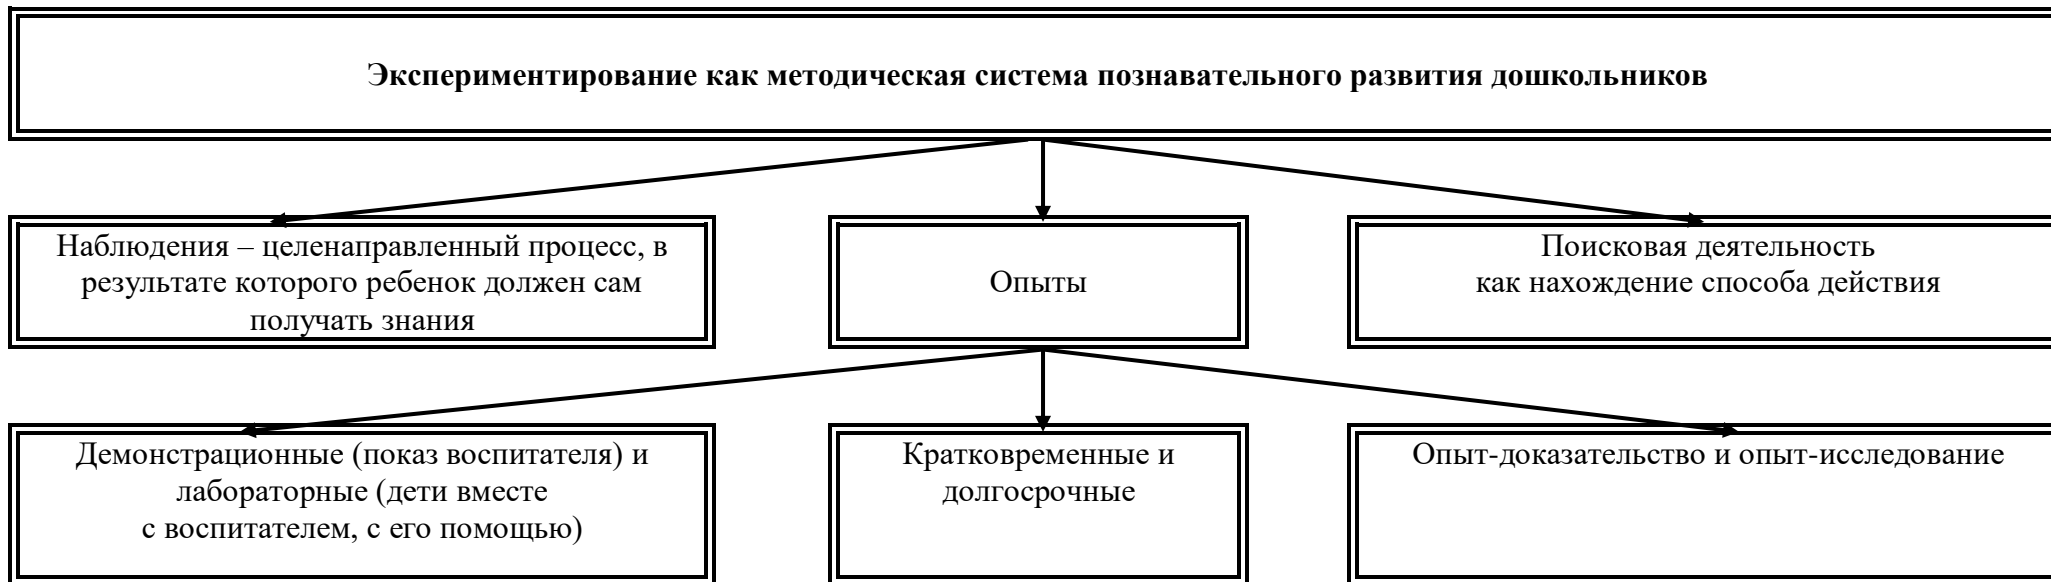 Экспериментирование как методическая система познавательного развития дошкольников
Наблюдения – целенаправленный процесс, в
результате которого ребенок должен сам
получать знания
Опыты
Поисковая деятельность
как нахождение способа действия
Демонстрационные (показ воспитателя) и
лабораторные (дети вместе
с воспитателем, с его помощью)
Кратковременные и
долгосрочные
Опыт-доказательство и опыт-исследование